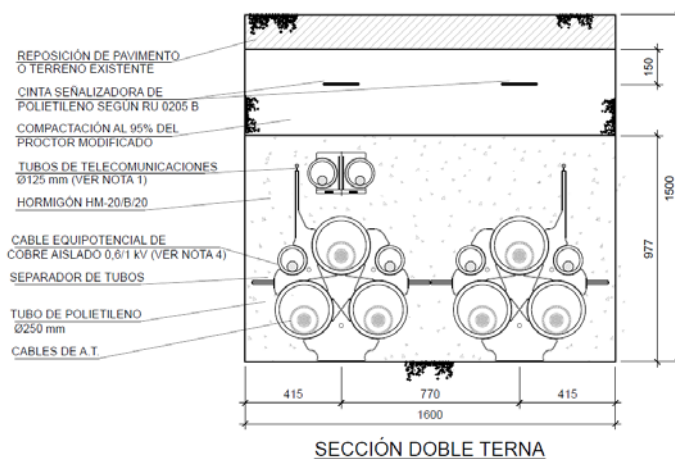 REPOSICIÓN DE PAVIMENTO
O TERRENO EXISTENTE
CINTA SEÑALIZADORA DE
POLIETILENO SEGÚN RU 0205 B
COMPACTACIÓN AL 95% DEL
PROCTOR MODIFICADO
TUBOS DE TELECOMUNICACIONES
Ø125 mm (VER NOTA 1)
HORMIGÓN HM-20/B/20
CABLE EQUIPOTENCIAL DE
COBRE AISLADO 0,6/1 kV (VER NOTA 4)
SEPARADOR DE TUBOS
TUBO DE POLIETILENO
Ø250 mm
CABLES DE A.T.
150
1500
977
415
770
415
1600
SECCIÓN DOBLE TERNA